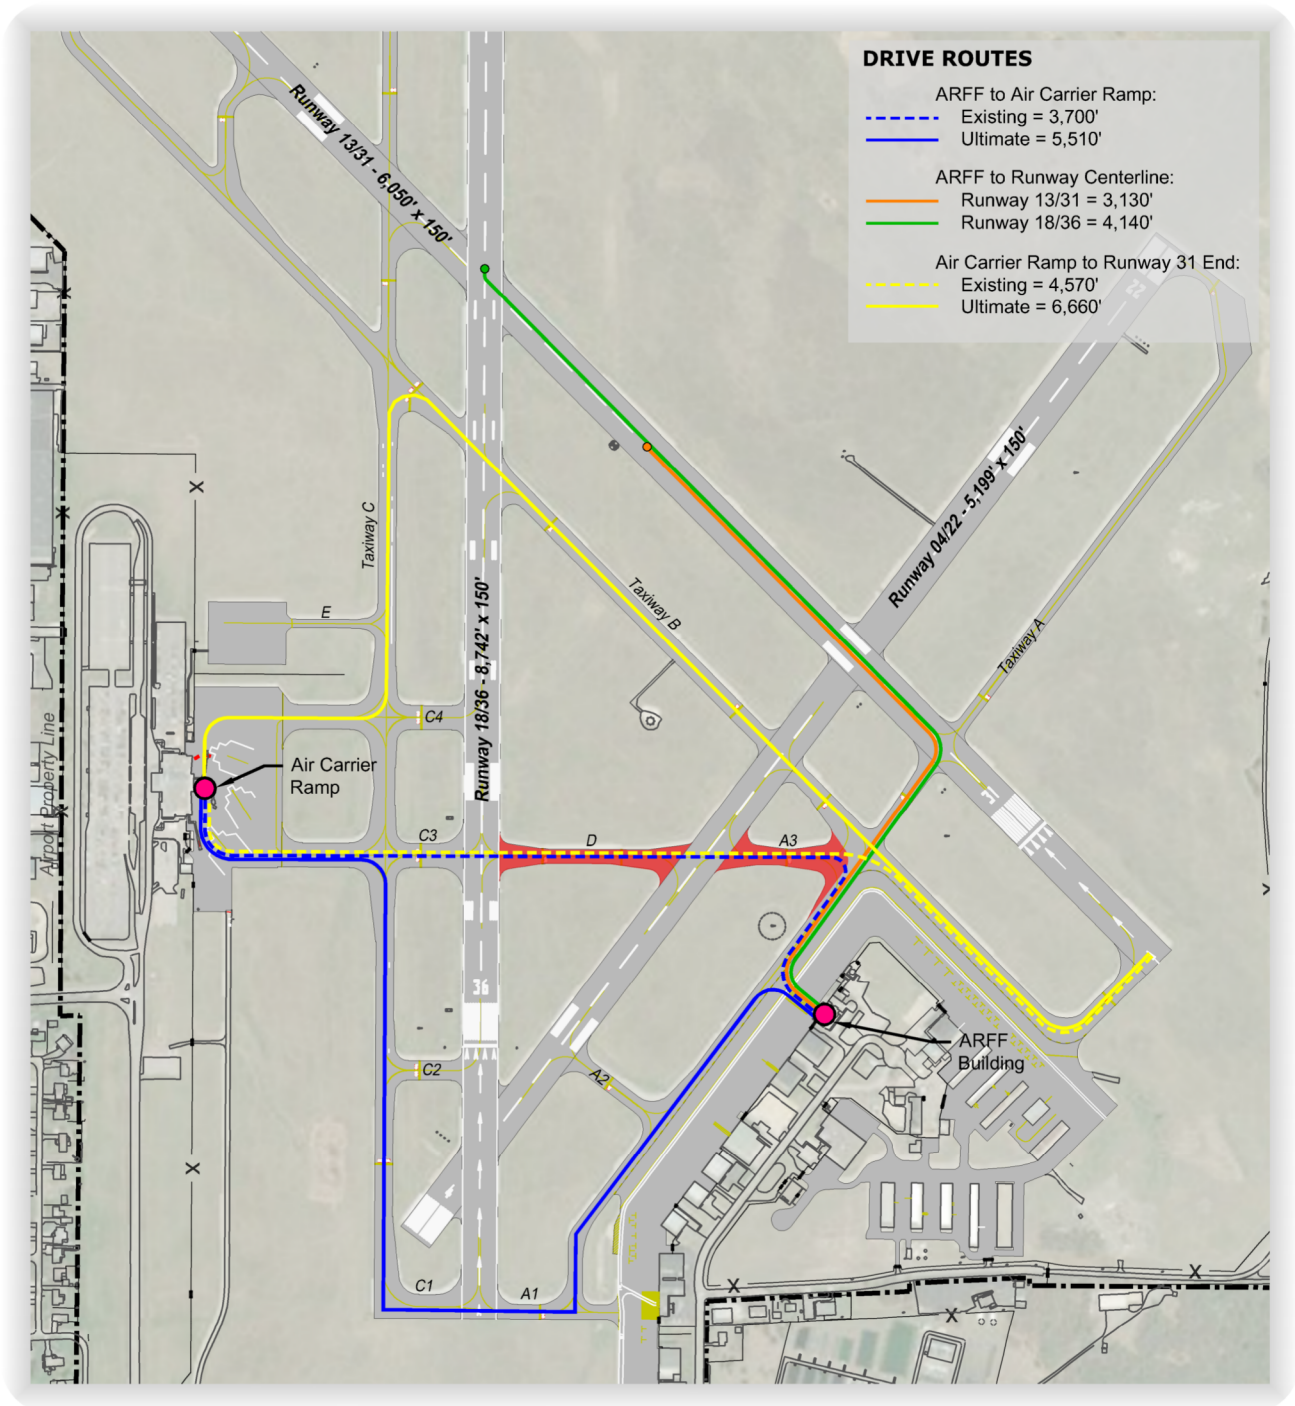 DRIVE ROUTES
ARFF to Air Carrier Ramp:
Existing = 3,700'
Ultimate = 5,510'
ARFF to Runway Centerline:
Runway 13/31 = 3,130'
Runway 18/36 = 4,140'
Air Carrier Ramp to Runway 31 End:
Existing = 4,570'
Ultimate = 6,660'
Runway 13/31 - 6,050' x 150'
22
Runway 04/22 - 5,199' x 150'
Taxiway C
X
Runway 18/36 - 8,742' x 150'
Taxiway B
E
Taxiway A
C4
Airport Property Line
Air Carrier
Ramp
31
C3
D
A3
36
ARFF
Building
C2
A2
X
C1
A1
X
X
X